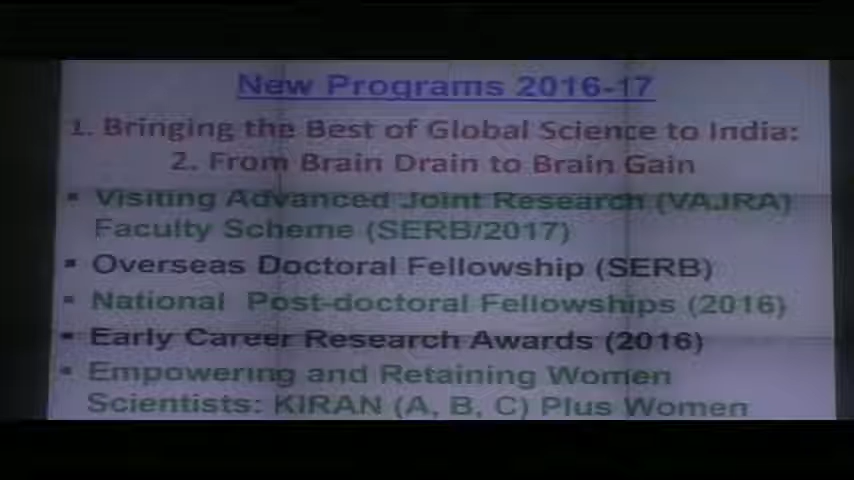 New Programs 2016-17
1. Bringing the Best of Global Science to India:
2. From Brain Drain to Brain Gain
▪ Visiting Advanced Joint Research (VAJRA)
Faculty Scheme (SERB/2017)
▪ Overseas Doctoral Fellowship (SERB)
▪ National Post-doctoral Fellowships (2016)
▪ Early Career Research Awards (2016)
▪ Empowering and Retaining Women
Scientists: KIRAN (A, B, C) Plus Women